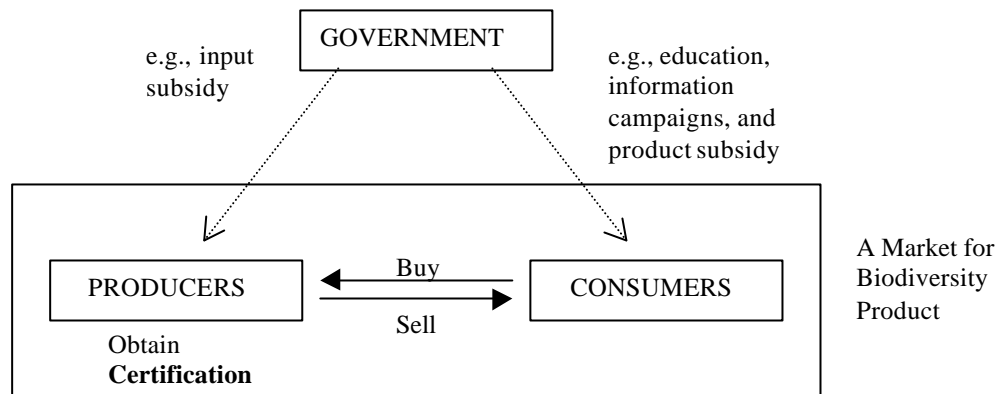 GOVERNMENT
e.g., input
subsidy
e.g., education,
information
campaigns, and
product subsidy
PRODUCERS
Buy
Sell
CONSUMERS
A Market for
Biodiversity
Product
Obtain
Certification